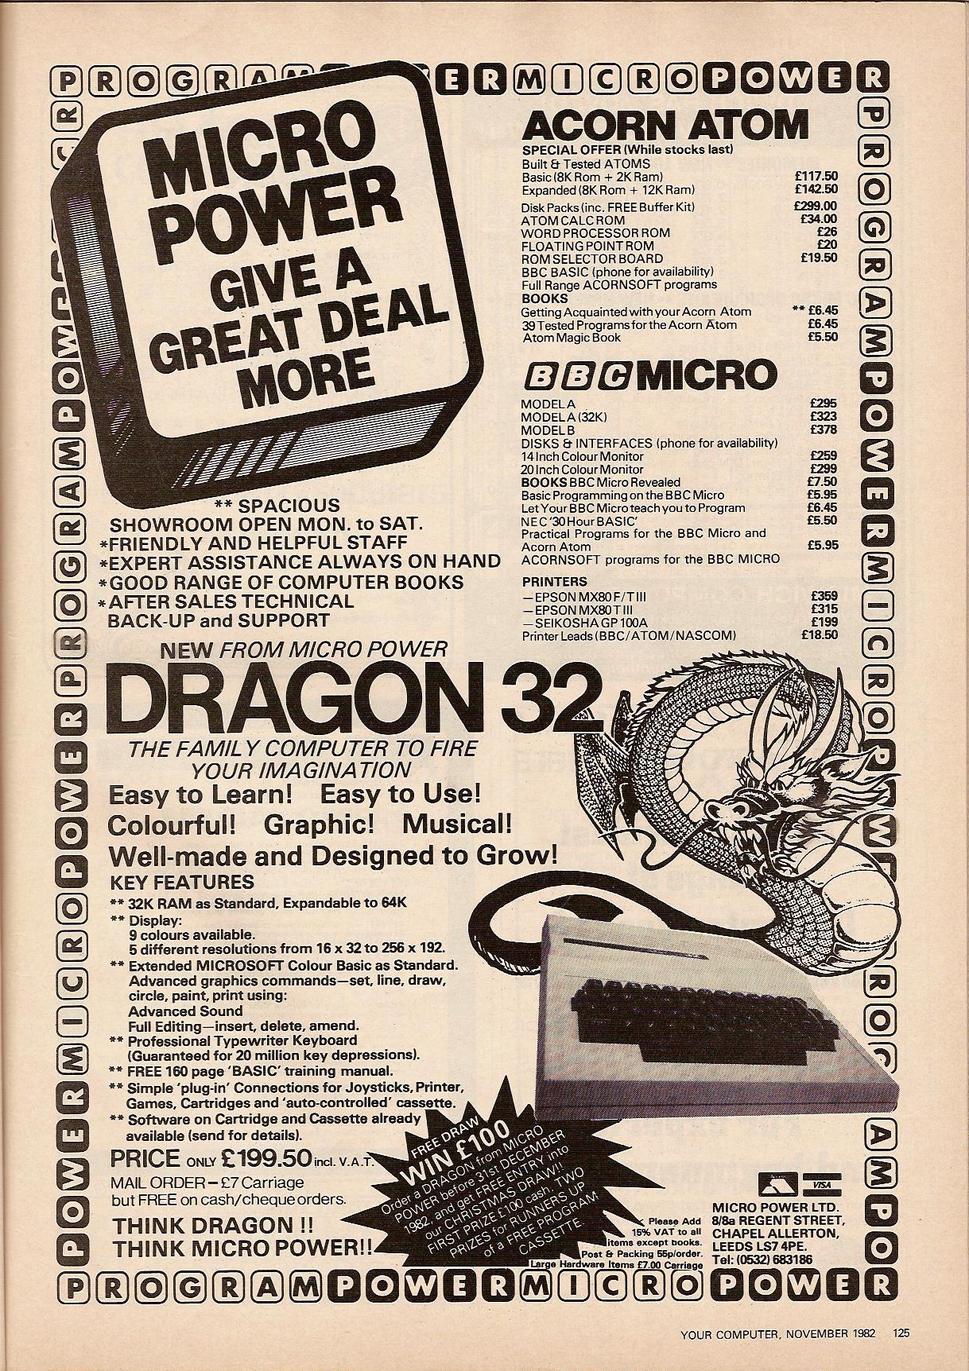 PROGRAM POWER MICRO POWER
MICRO
POWER
GIVE A
GREAT DEAL
MORE
** SPACIOUS
SHOWROOM OPEN MON. to SAT.
*FRIENDLY AND HELPFUL STAFF
*EXPERT ASSISTANCE ALWAYS ON HAND
*GOOD RANGE OF COMPUTER BOOKS
*AFTER SALES TECHNICAL
BACK-UP and SUPPORT
ACORN ATOM
SPECIAL OFFER (While stocks last)
Built & Tested ATOMS
Basic (8K Rom + 2K Ram) £117.50
Expanded (8K Rom + 12K Ram) £142.50
Disk Packs (inc. FREE Buffer Kit) £299.00
ATOM CALC ROM £34.00
WORD PROCESSOR ROM £26
FLOATING POINT ROM £20
ROM SELECTOR BOARD £19.50
BBC BASIC (phone for availability)
Full Range ACORNSOFT programs
BOOKS
Getting Acquainted with your Acorn Atom ** £6.45
39 Tested Programs for the Acorn Atom £6.45
Atom Magic Book £5.50
BBC MICRO
MODEL A £295
MODEL A (32K) £323
MODEL B £378
DISKS & INTERFACES (phone for availability)
14 Inch Colour Monitor £259
20 Inch Colour Monitor £299
BOOKS BBC Micro Revealed £7.50
Basic Programming on the BBC Micro £5.95
Let Your BBC Micro teach you to Program £6.45
NEC '30 Hour BASIC' £5.50
Practical Programs for the BBC Micro and
Acorn Atom £5.95
ACORNSOFT programs for the BBC MICRO
PRINTERS
—EPSON MX80 F/T III £359
—EPSON MX80 T III £315
—SEIKOSHA GP 100A £199
Printer Leads (BBC/ATOM/NASCOM) £18.50
NEW FROM MICRO POWER
DRAGON 32
THE FAMILY COMPUTER TO FIRE
YOUR IMAGINATION
Easy to Learn! Easy to Use!
Colourful! Graphic! Musical!
Well-made and Designed to Grow!
KEY FEATURES
** 32K RAM as Standard, Expandable to 64K
** Display:
9 colours available.
5 different resolutions from 16 x 32 to 256 x 192.
** Extended MICROSOFT Colour Basic as Standard.
Advanced graphics commands—set, line, draw,
circle, paint, print using:
Advanced Sound
Full Editing—insert, delete, amend.
** Professional Typewriter Keyboard
(Guaranteed for 20 million key depressions).
** FREE 160 page 'BASIC' training manual.
** Simple 'plug-in' Connections for Joysticks, Printer,
Games, Cartridges and 'auto-controlled' cassette.
** Software on Cartridge and Cassette already
available (send for details).
PRICE ONLY £199.50 incl. V.A.T.
MAIL ORDER – £7 Carriage
but FREE on cash/cheque orders.
THINK DRAGON !!
THINK MICRO POWER!!
FREE DRAW
WIN £100
Order a DRAGON from MICRO
POWER before 31st DECEMBER
1982, and get FREE ENTRY into
our CHRISTMAS DRAW!!
FIRST PRIZE £100 cash, TWO
PRIZES for RUNNERS UP
of a FREE PROGRAM
CASSETTE.
Please Add
15% VAT to all
items except books.
Post & Packing 55p/order.
Large Hardware Items £7.00 Carriage
VISA
MICRO POWER LTD.
8/8a REGENT STREET,
CHAPEL ALLERTON,
LEEDS LS7 4PE.
Tel: (0532) 683186
PROGRAM POWER MICRO POWER
PROGRAM POWER MICRO POWER
PROGRAM POWER MICRO POWER
YOUR COMPUTER, NOVEMBER 1982 125